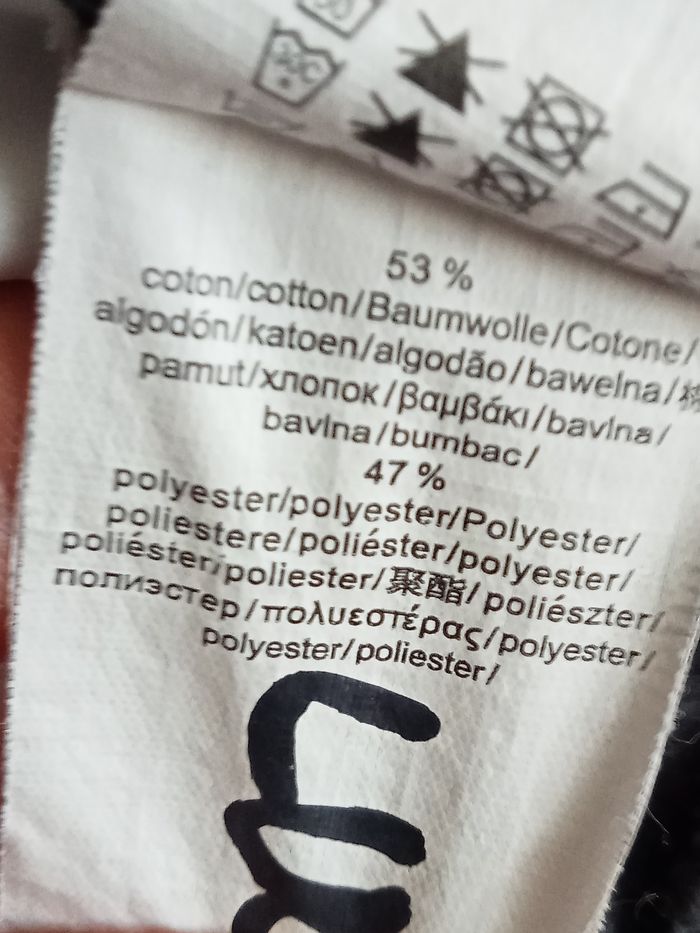 53 %
coton/cotton/Baumwolle/Cotone/
algodón/katoen/algodão/bawelna/
pamut/хлопок/βαμβάκι/bavlna/
bavlna/bumbac/
47 %
polyester/polyester/Polyester/
poliestere/poliéster/polyester/
poliéster/poliester/聚酯/poliészter/
полиэстер/πολυεστέρας/polyester/
polyester/poliester/